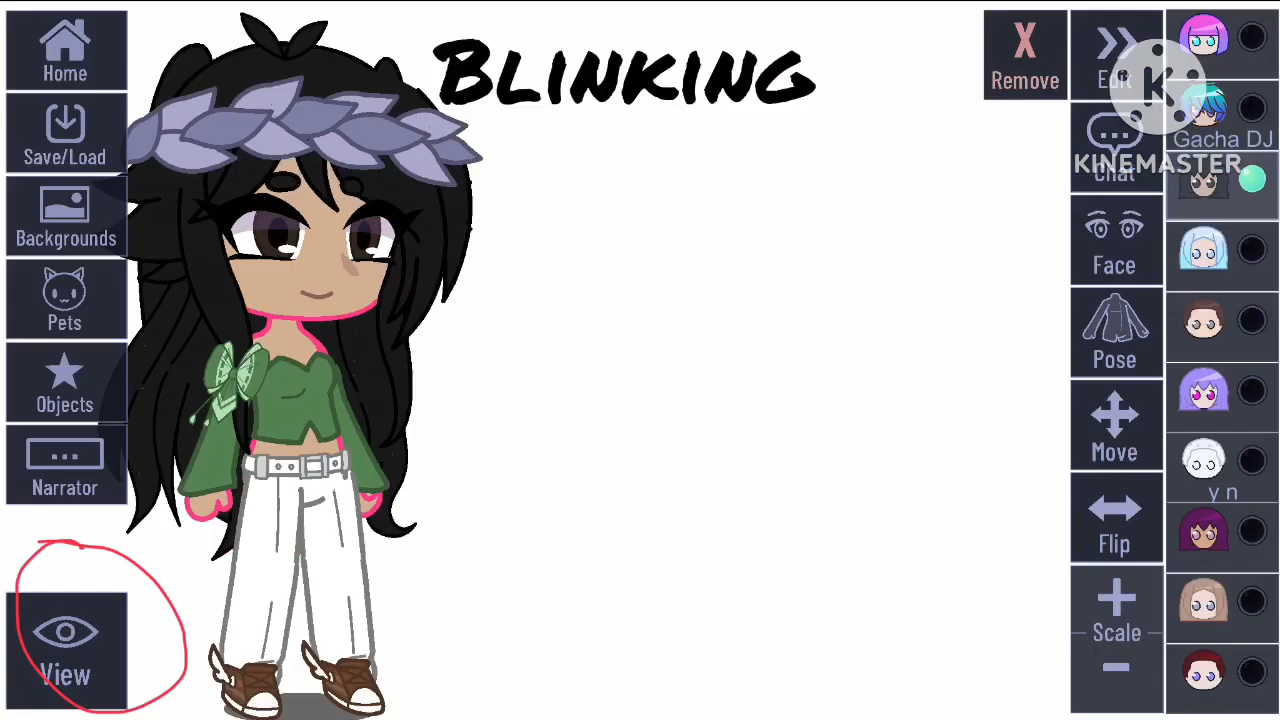 Home
Save/Load
Backgrounds
Pets
Objects
Narrator
View
BLINKING
X
Remove
Edit
Chat
Face
Pose
Move
Flip
Scale
Gacha DJ
y n
K
KINEMASTER